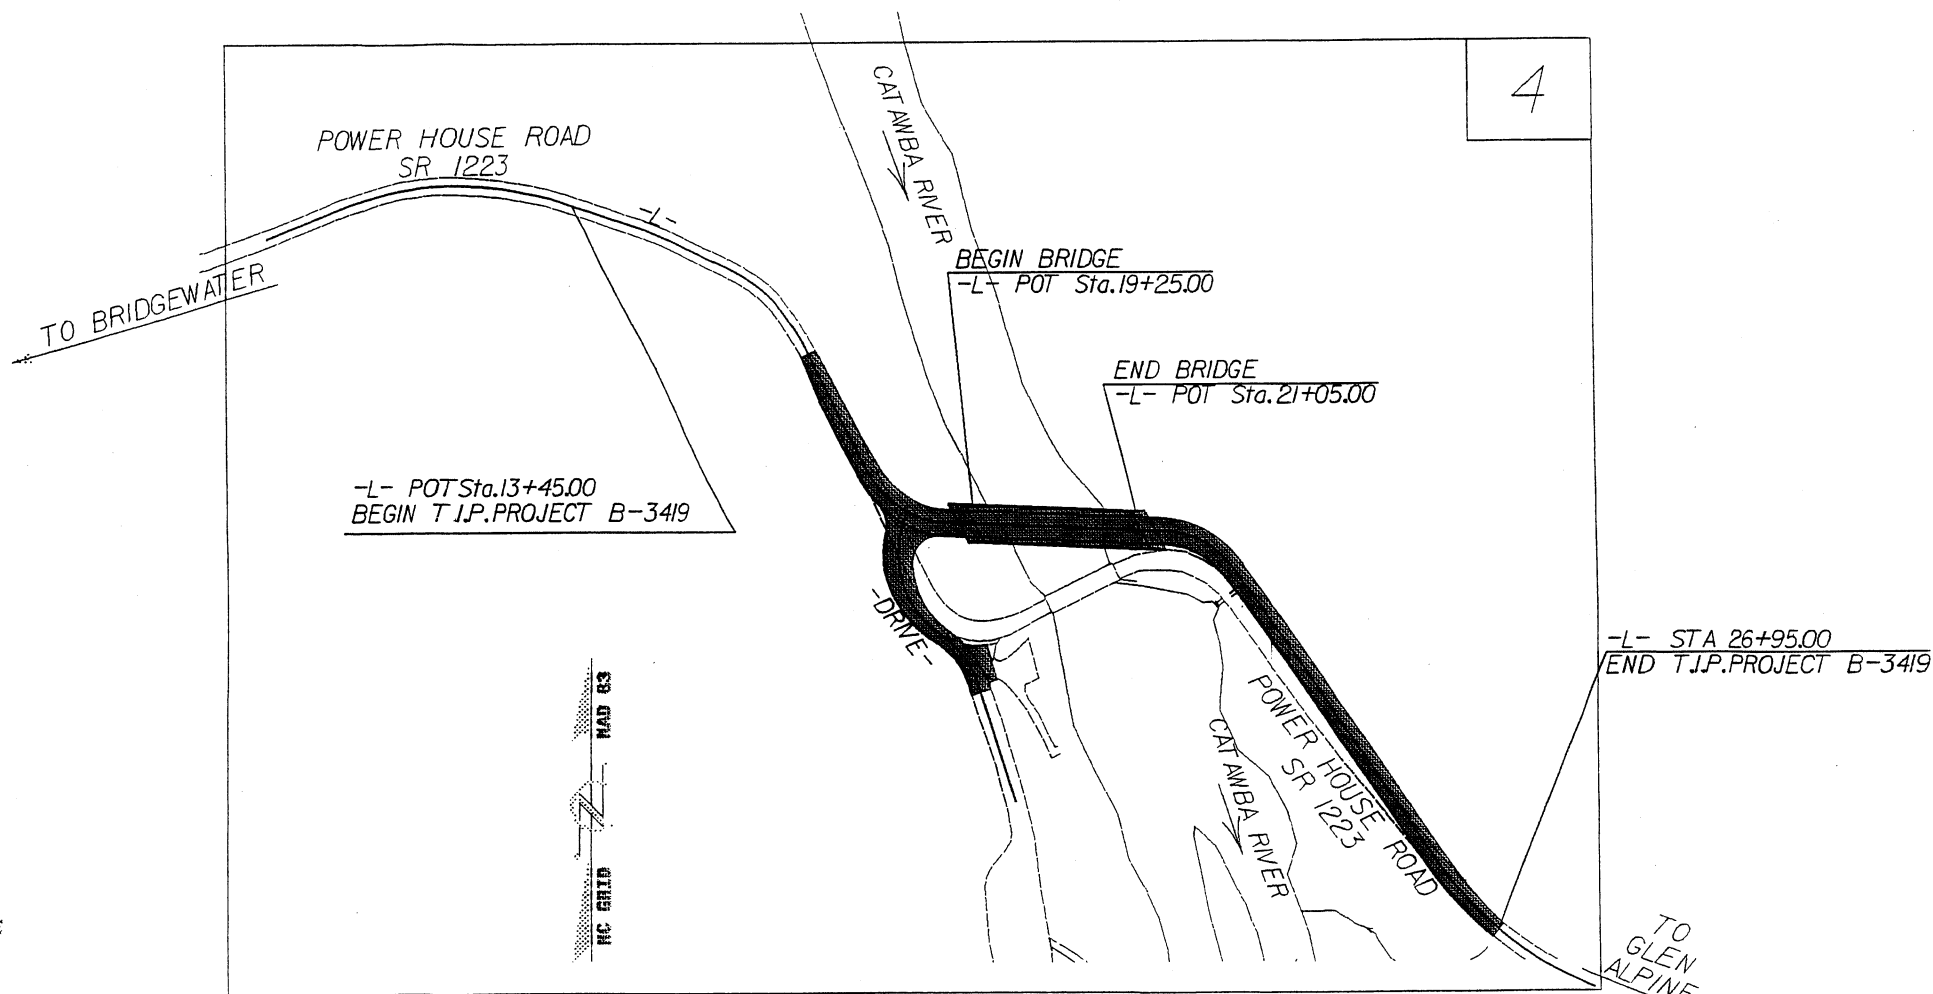 4
POWER HOUSE ROAD
SR 1223
CATAWBA RIVER
-L-
TO BRIDGEWATER
BEGIN BRIDGE
-L- POT Sta.19+25.00
END BRIDGE
-L- POT Sta.21+05.00
-L- POT Sta.13+45.00
BEGIN T.I.P.PROJECT B-3419
-DRIVE-
-L- STA 26+95.00
END T.I.P.PROJECT B-3419
NC GRID NAD 83
POWER HOUSE ROAD
SR 1223
CATAWBA RIVER
TO
GLEN
ALPINE